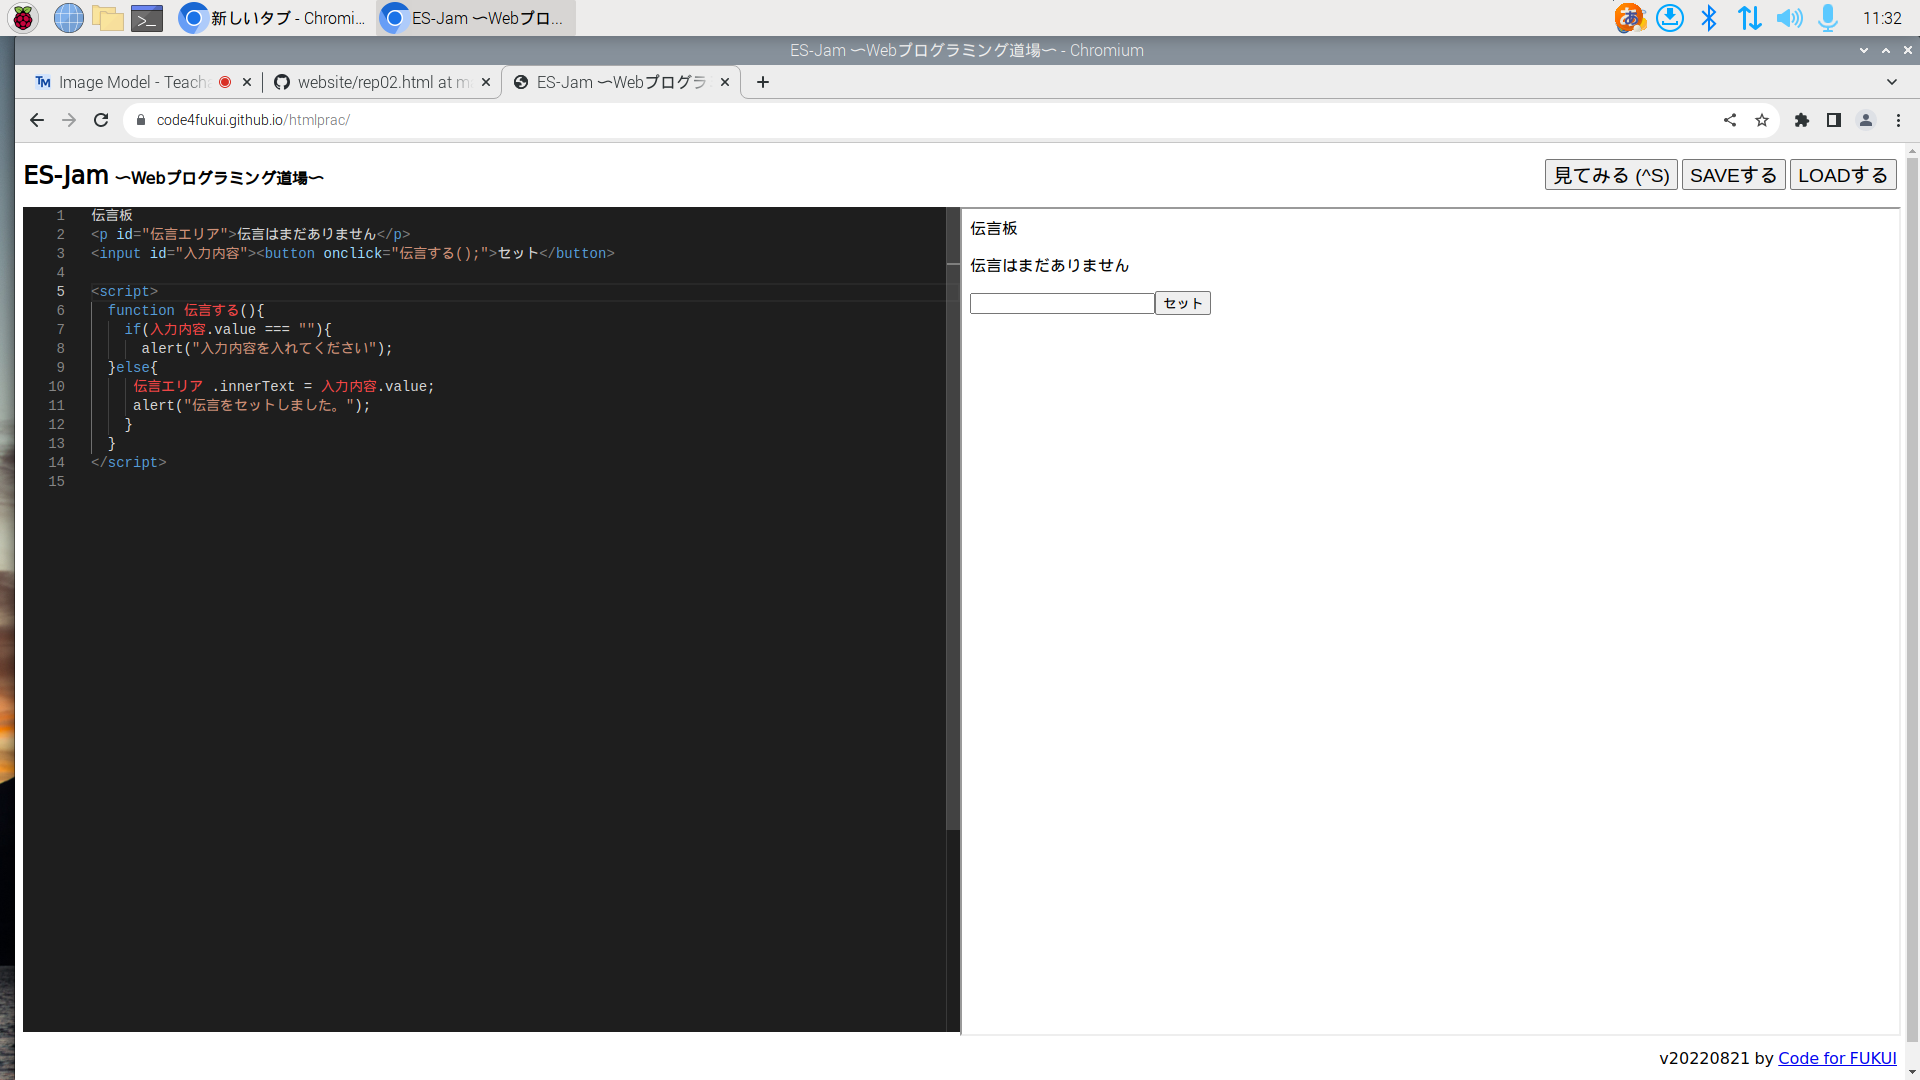 新しいタブ - Chromi...
ES-Jam 〜Webプロ...
11:32
ES-Jam 〜Webプログラミング道場〜 - Chromium
Image Model - Teach
website/rep02.html at m
ES-Jam 〜Webプログラ
code4fukui.github.io/htmlprac/
ES-Jam 〜Webプログラミング道場〜
見てみる (^S)
SAVEする
LOADする
1 伝言板
2 <p id="伝言エリア">伝言はまだありません</p>
3 <input id="入力内容"><button onclick="伝言する();">セット</button>
4
5 <script>
6 function 伝言する(){
7 if(入力内容.value === ""){
8 alert("入力内容を入れてください");
9 }else{
10 伝言エリア .innerText = 入力内容.value;
11 alert("伝言をセットしました。");
12 }
13 }
14 </script>
15
伝言板
伝言はまだありません
セット
v20220821 by Code for FUKUI